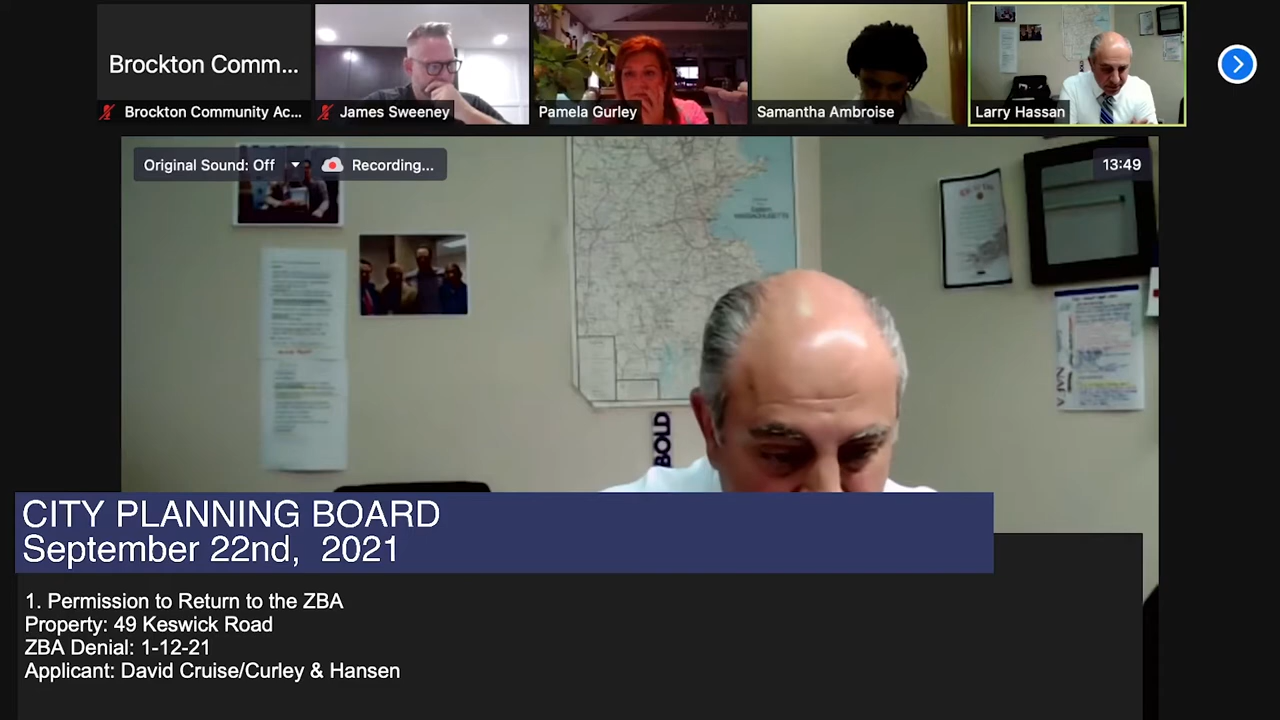 Brockton Comm...
Brockton Community Ac...
James Sweeney
Pamela Gurley
Samantha Ambroise
Larry Hassan
Original Sound: Off
Recording...
13:49
BOLD
CITY PLANNING BOARD
September 22nd, 2021
1. Permission to Return to the ZBA
Property: 49 Keswick Road
ZBA Denial: 1-12-21
Applicant: David Cruise/Curley & Hansen